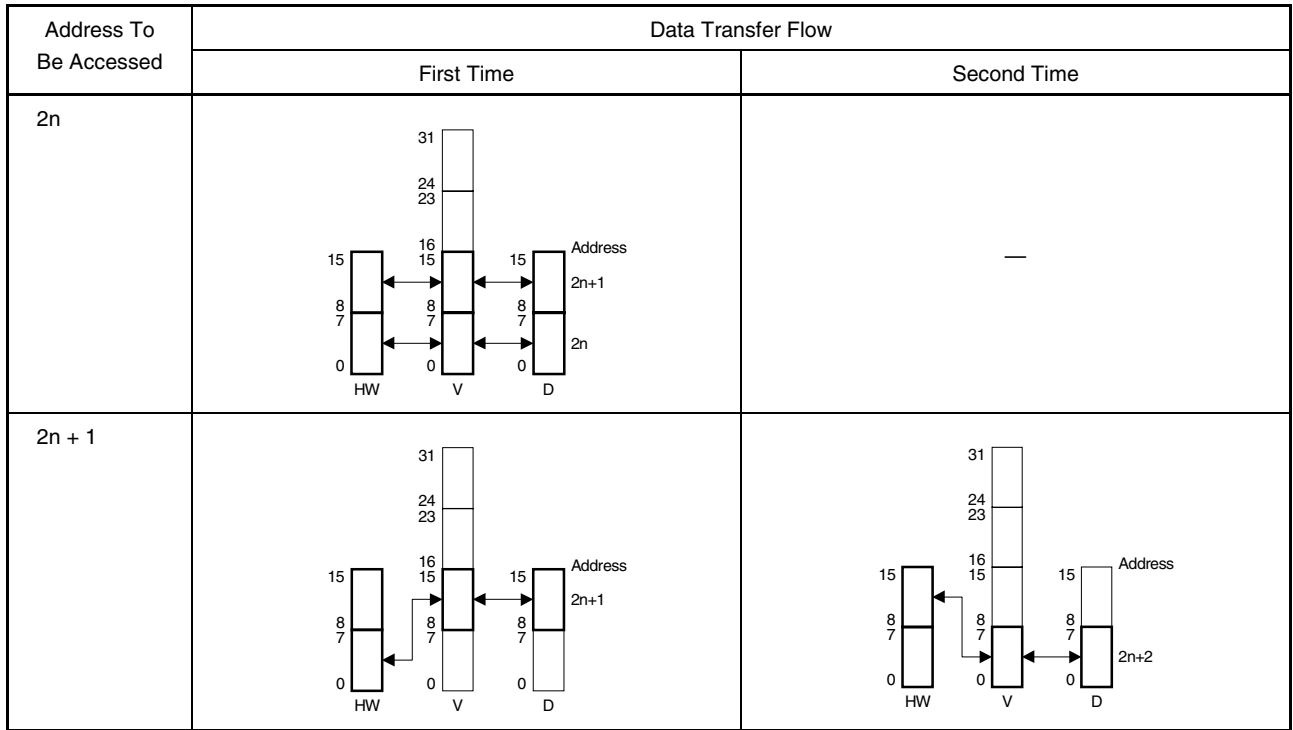 Address To
Be Accessed
Data Transfer Flow
First Time
Second Time
2n
31
24
23
16
15
15
15
Address
2n+1
8
7
8
7
8
7
2n
0
0
0
HW
V
D
—
2n + 1
31
24
23
16
15
15
15
Address
2n+1
8
7
8
7
8
7
0
0
0
HW
V
D
31
24
23
16
15
15
15
Address
8
7
8
7
8
7
2n+2
0
0
0
HW
V
D